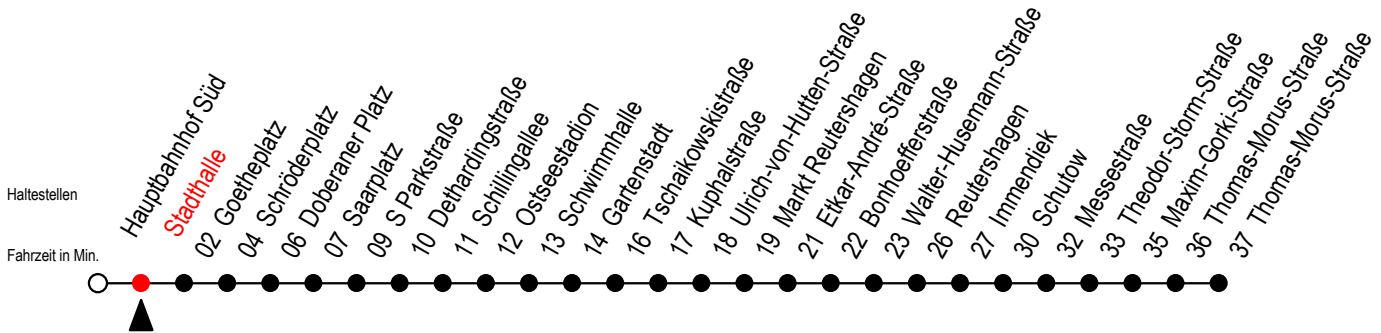 Haltestellen
Fahrzeit in Min.
Hauptbahnhof Süd
Stadthalle
02 Goetheplatz
04 Schröderplatz
06 Doberaner Platz
07 Saarplatz
09 S Parkstraße
10 Dethardingstraße
11 Schillingallee
12 Ostseestadion
13 Schwimmhalle
14 Gartenstadt
16 Tschaikowskistraße
17 Kuphalstraße
18 Ulrich-von-Hutten-Straße
19 Markt Reutershagen
21 Etkar-André-Straße
22 Bonhoefferstraße
23 Walter-Husemann-Straße
26 Reutershagen
27 Immendiek
30 Schutow
32 Messestraße
33 Theodor-Storm-Straße
35 Maxim-Gorki-Straße
36 Thomas-Morus-Straße
37 Thomas-Morus-Straße